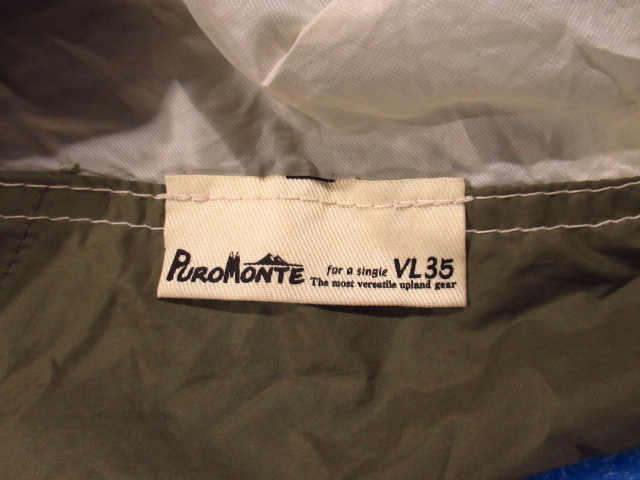 PUROMONTE for a single VL35
The most versatile upland gear